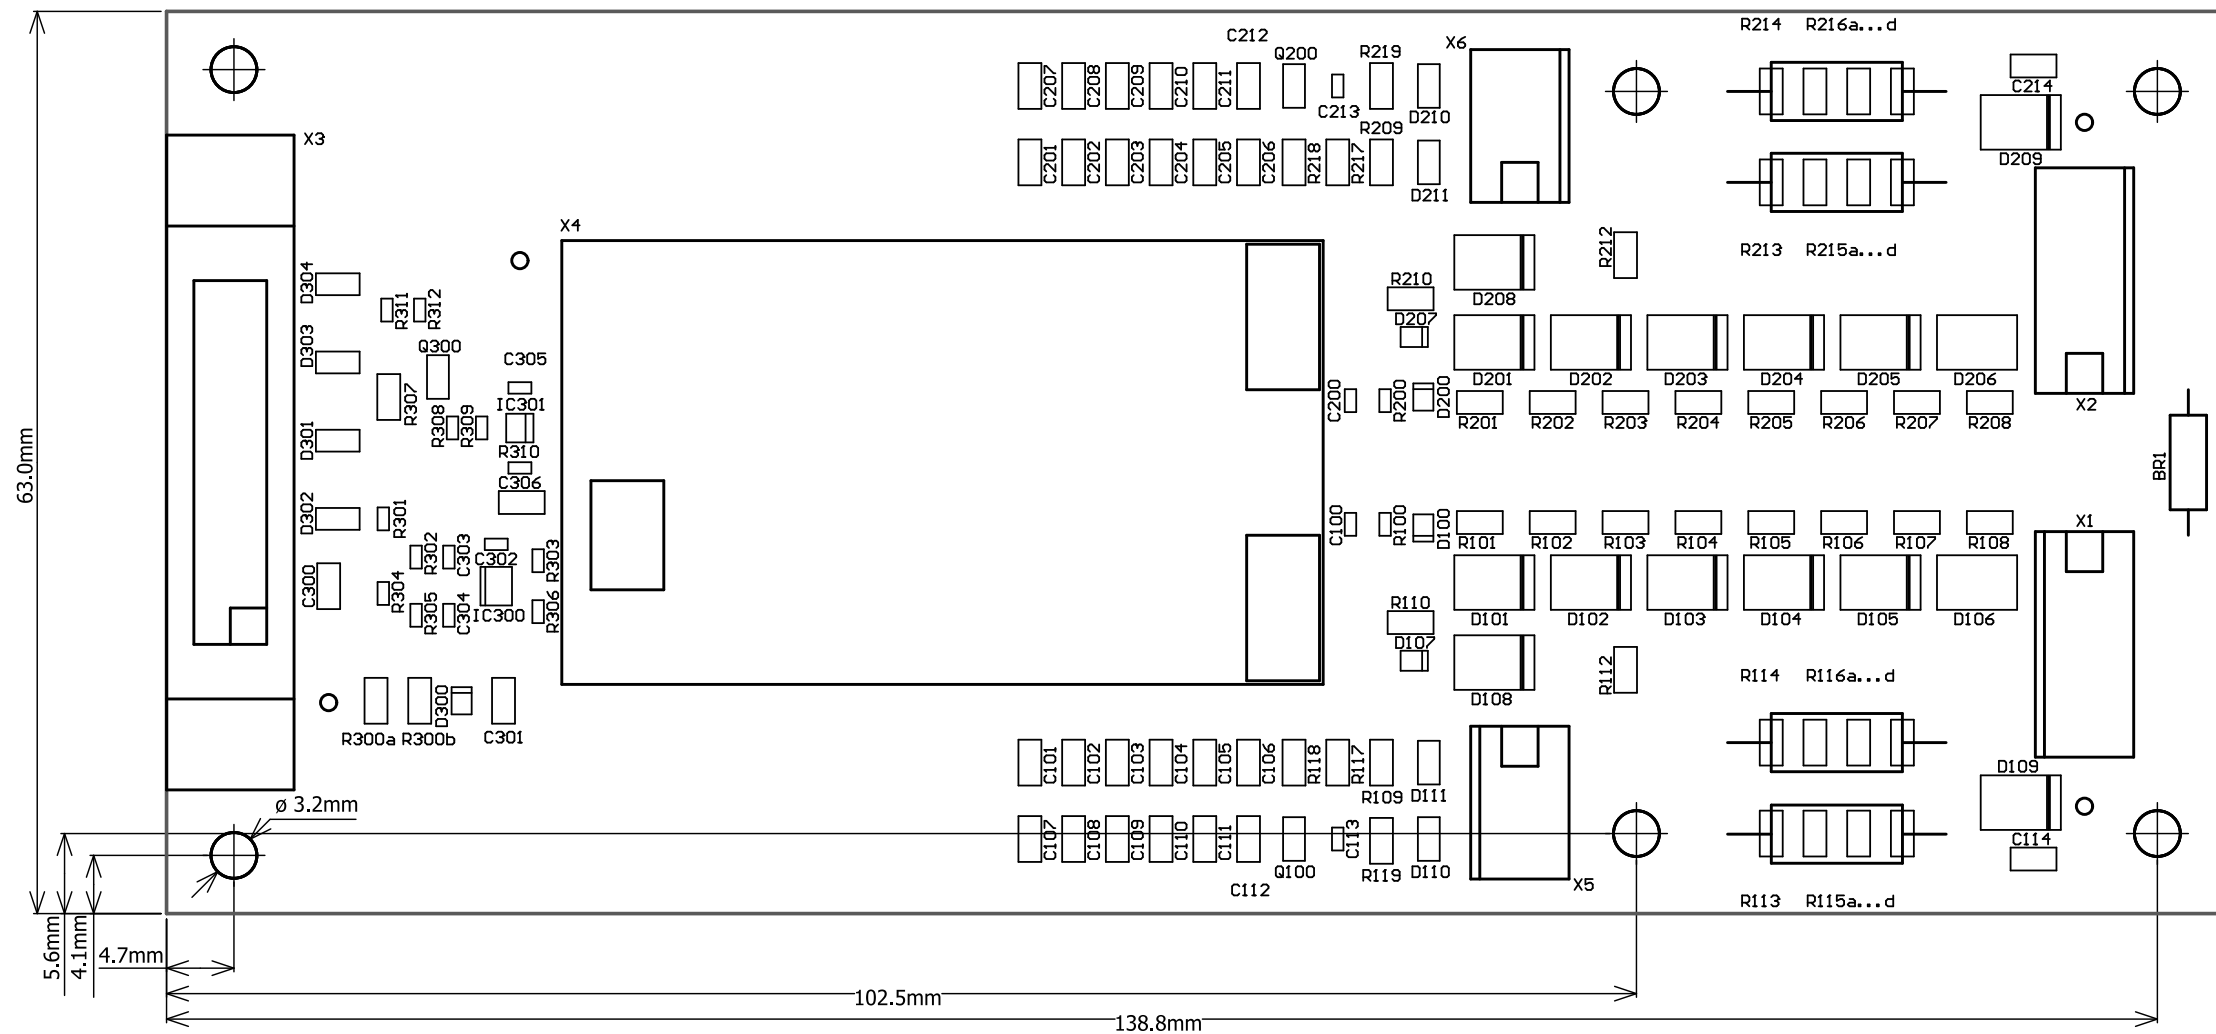 R214 R216a...d
C212
Q200
R219
X6
C207
C208
C209
C210
C211
C213
D210
C214
D209
X3
R209
C201
C202
C203
C204
C205
C206
R218
R217
D211
X4
R212
R213 R215a...d
D304
R311
R312
R210
D208
D207
D303
Q300
C305
R307
IC301
R308
R309
R310
D301
C306
C200
R200
D200
D201
D202
D203
D204
D205
D206
R201
R202
R203
R204
R205
R206
R207
R208
X2
BR1
63.0mm
D302
R301
R302
C303
C302
R303
C300
R304
R305
C304
IC300
R306
C100
R100
D100
R101
R102
R103
R104
R105
R106
R107
R108
X1
R110
D107
D101
D102
D103
D104
D105
D106
D108
R112
R114 R116a...d
R300a
R300b
D300
C301
C101
C102
C103
C104
C105
C106
R118
R117
R109
D111
D109
ø 3.2mm
C107
C108
C109
C110
C111
C112
Q100
C113
R119
D110
X5
C114
R113 R115a...d
5.6mm
4.1mm
4.7mm
102.5mm
138.8mm